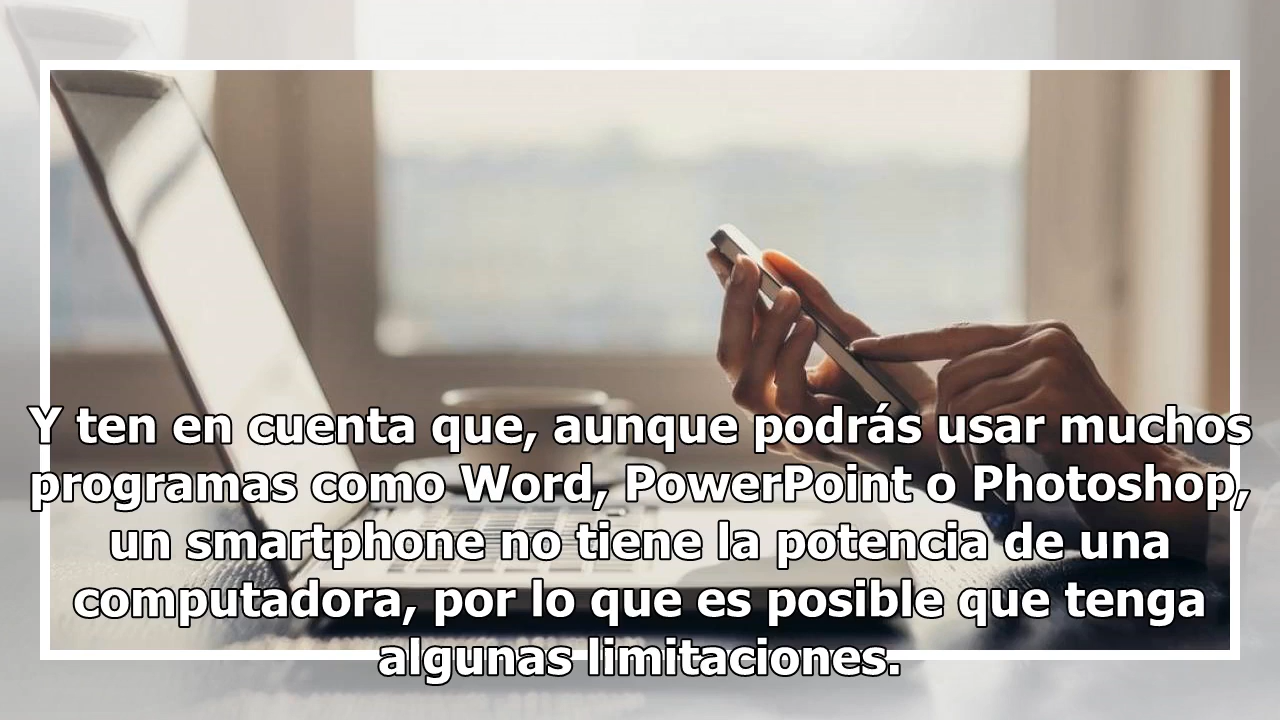 Y ten en cuenta que, aunque podrás usar muchos
programas como Word, PowerPoint o Photoshop,
un smartphone no tiene la potencia de una
computadora, por lo que es posible que tenga
algunas limitaciones.